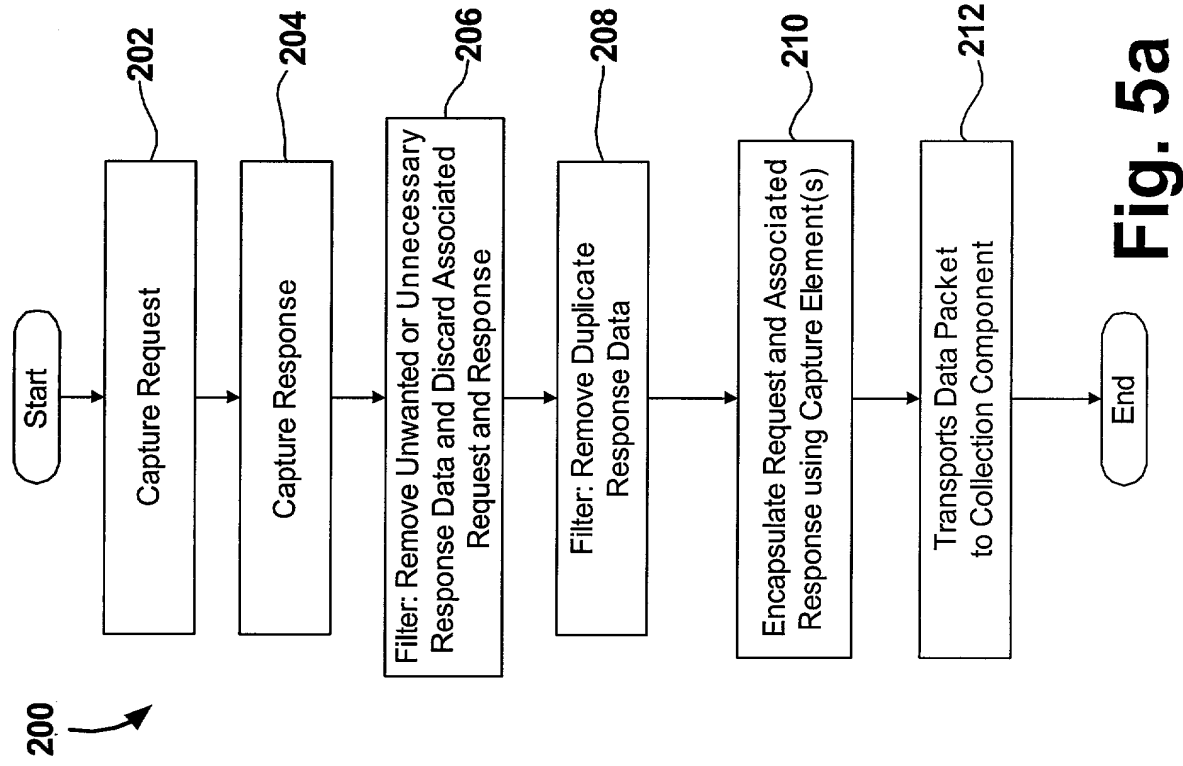 200
Start
Capture Request
202
Capture Response
204
Filter: Remove Unwanted or Unnecessary
Response Data and Discard Associated
Request and Response
206
Filter: Remove Duplicate
Response Data
208
Encapsulate Request and Associated
Response using Capture Element(s)
210
Transports Data Packet
to Collection Component
212
End
Fig. 5a